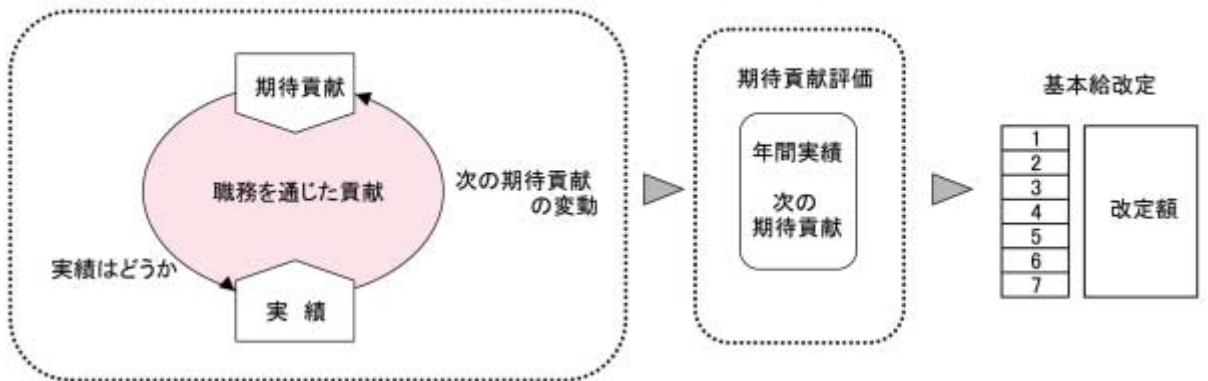 期待貢献
職務を通じた貢献
次の期待貢献
の変動
実績はどうか
実 績
期待貢献評価
年間実績
次の
期待貢献
基本給改定
1
2
3
4
5
6
7
改定額